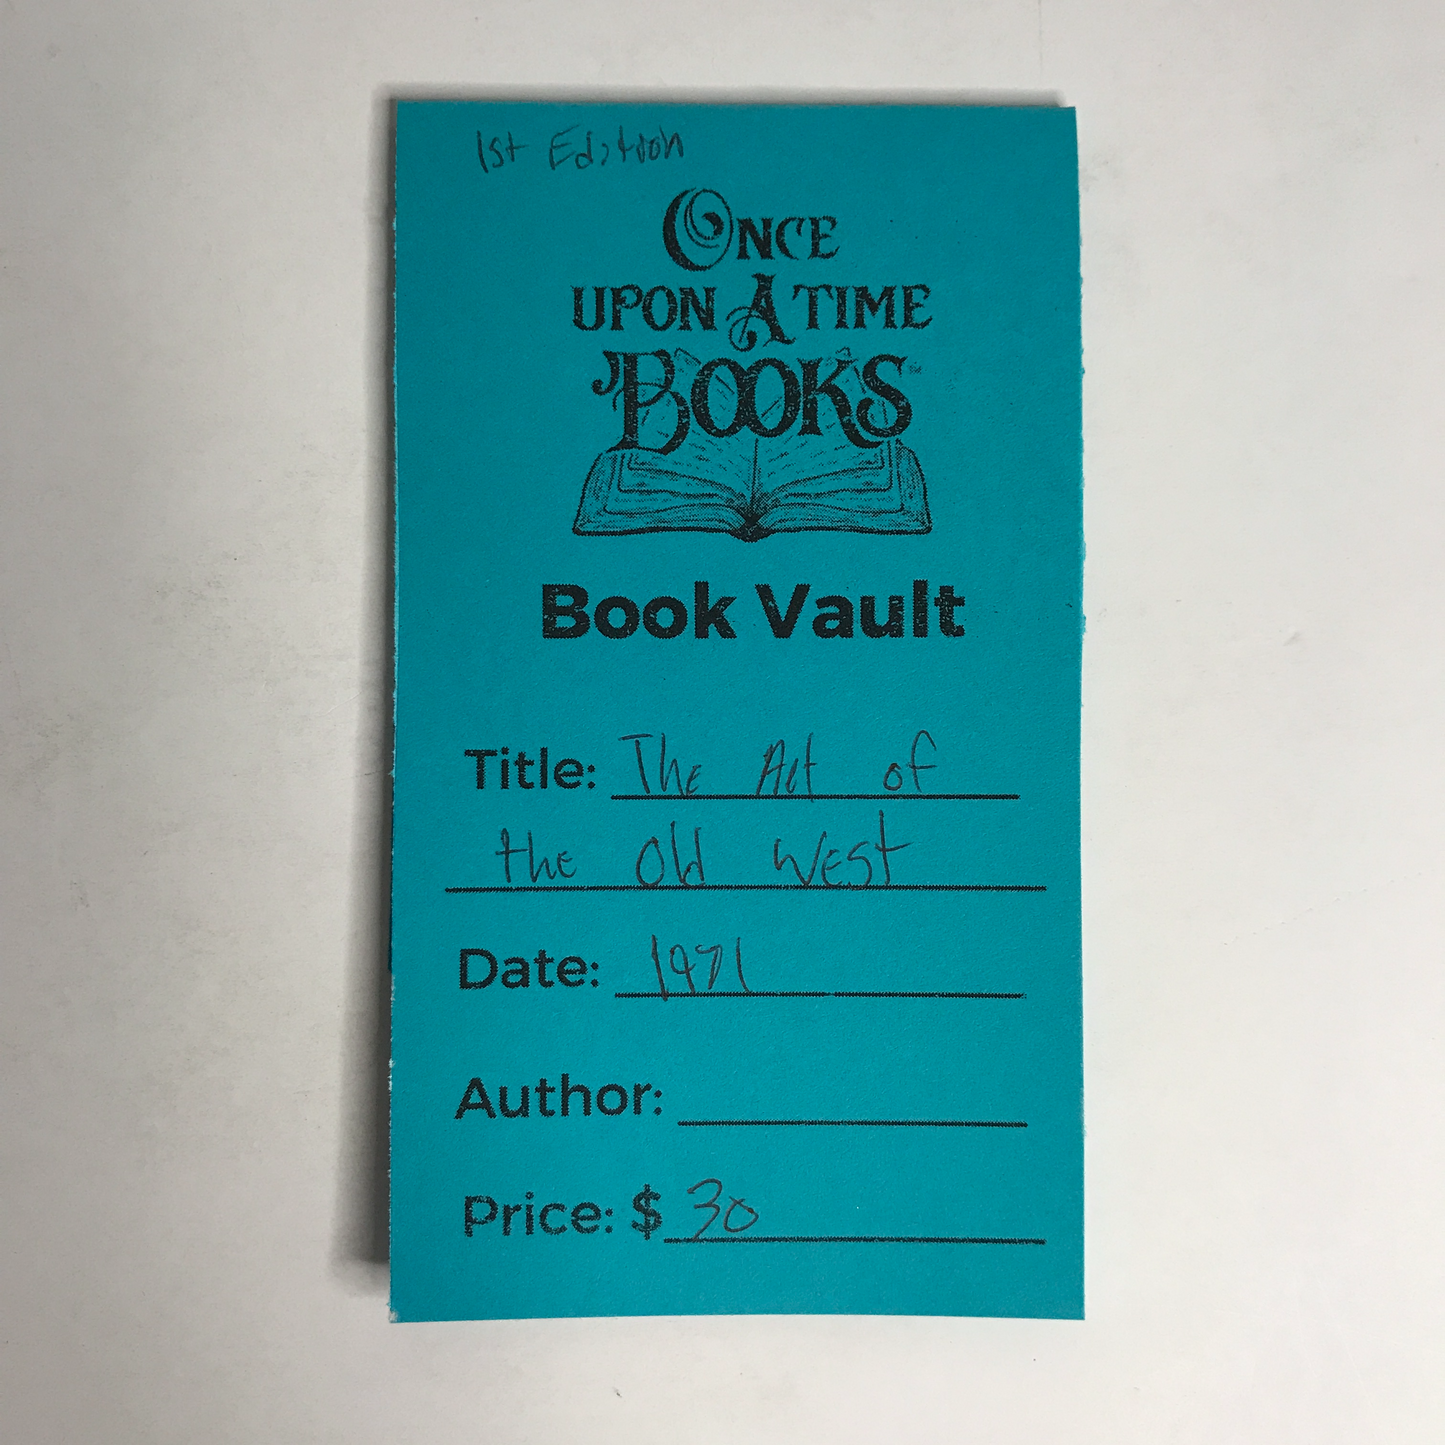 1st Edition
ONCE
UPON A TIME
BOOKS™
Book Vault
Title: The Art of
the Old West
Date: 1971
Author:
Price: $30